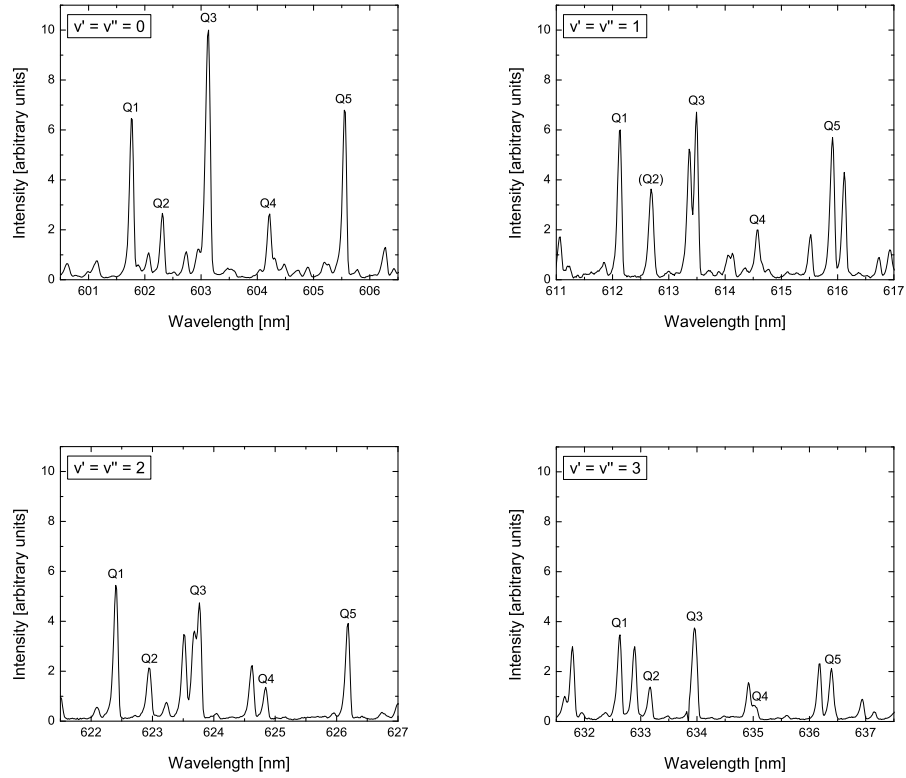 v' = v'' = 0
Q1
Q2
Q3
Q4
Q5
10
8
6
4
2
0
601 602 603 604 605 606
Intensity [arbitrary units]
Wavelength [nm]
v' = v'' = 1
Q1
(Q2)
Q3
Q4
Q5
10
8
6
4
2
0
611 612 613 614 615 616 617
Intensity [arbitrary units]
Wavelength [nm]
v' = v'' = 2
Q1
Q2
Q3
Q4
Q5
10
8
6
4
2
0
622 623 624 625 626 627
Intensity [arbitrary units]
Wavelength [nm]
v' = v'' = 3
Q1
Q2
Q3
Q4
Q5
10
8
6
4
2
0
632 633 634 635 636 637
Intensity [arbitrary units]
Wavelength [nm]